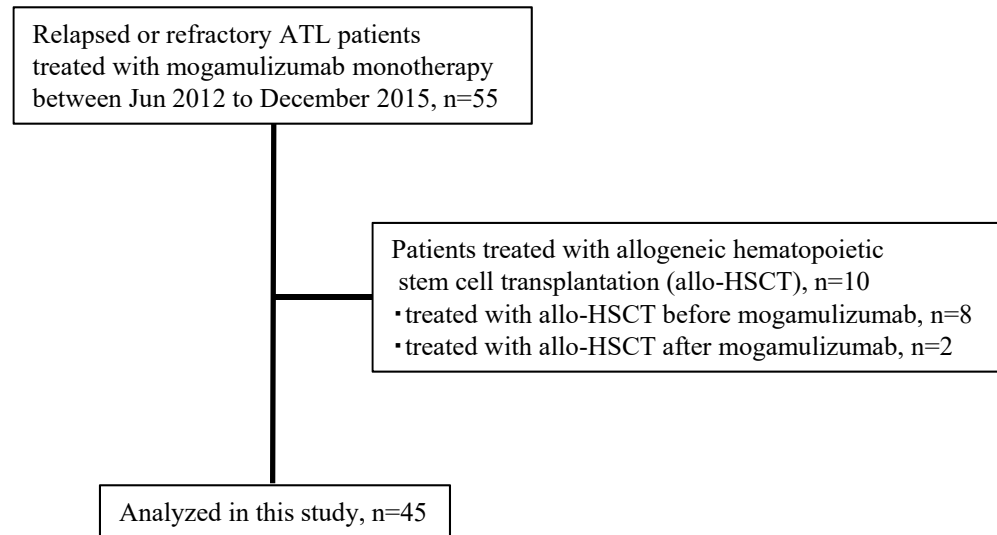 Relapsed or refractory ATL patients
treated with mogamulizumab monotherapy
between Jun 2012 to December 2015, n=55
Patients treated with allogeneic hematopoietic
stem cell transplantation (allo-HSCT), n=10
・treated with allo-HSCT before mogamulizumab, n=8
・treated with allo-HSCT after mogamulizumab, n=2
Analyzed in this study, n=45